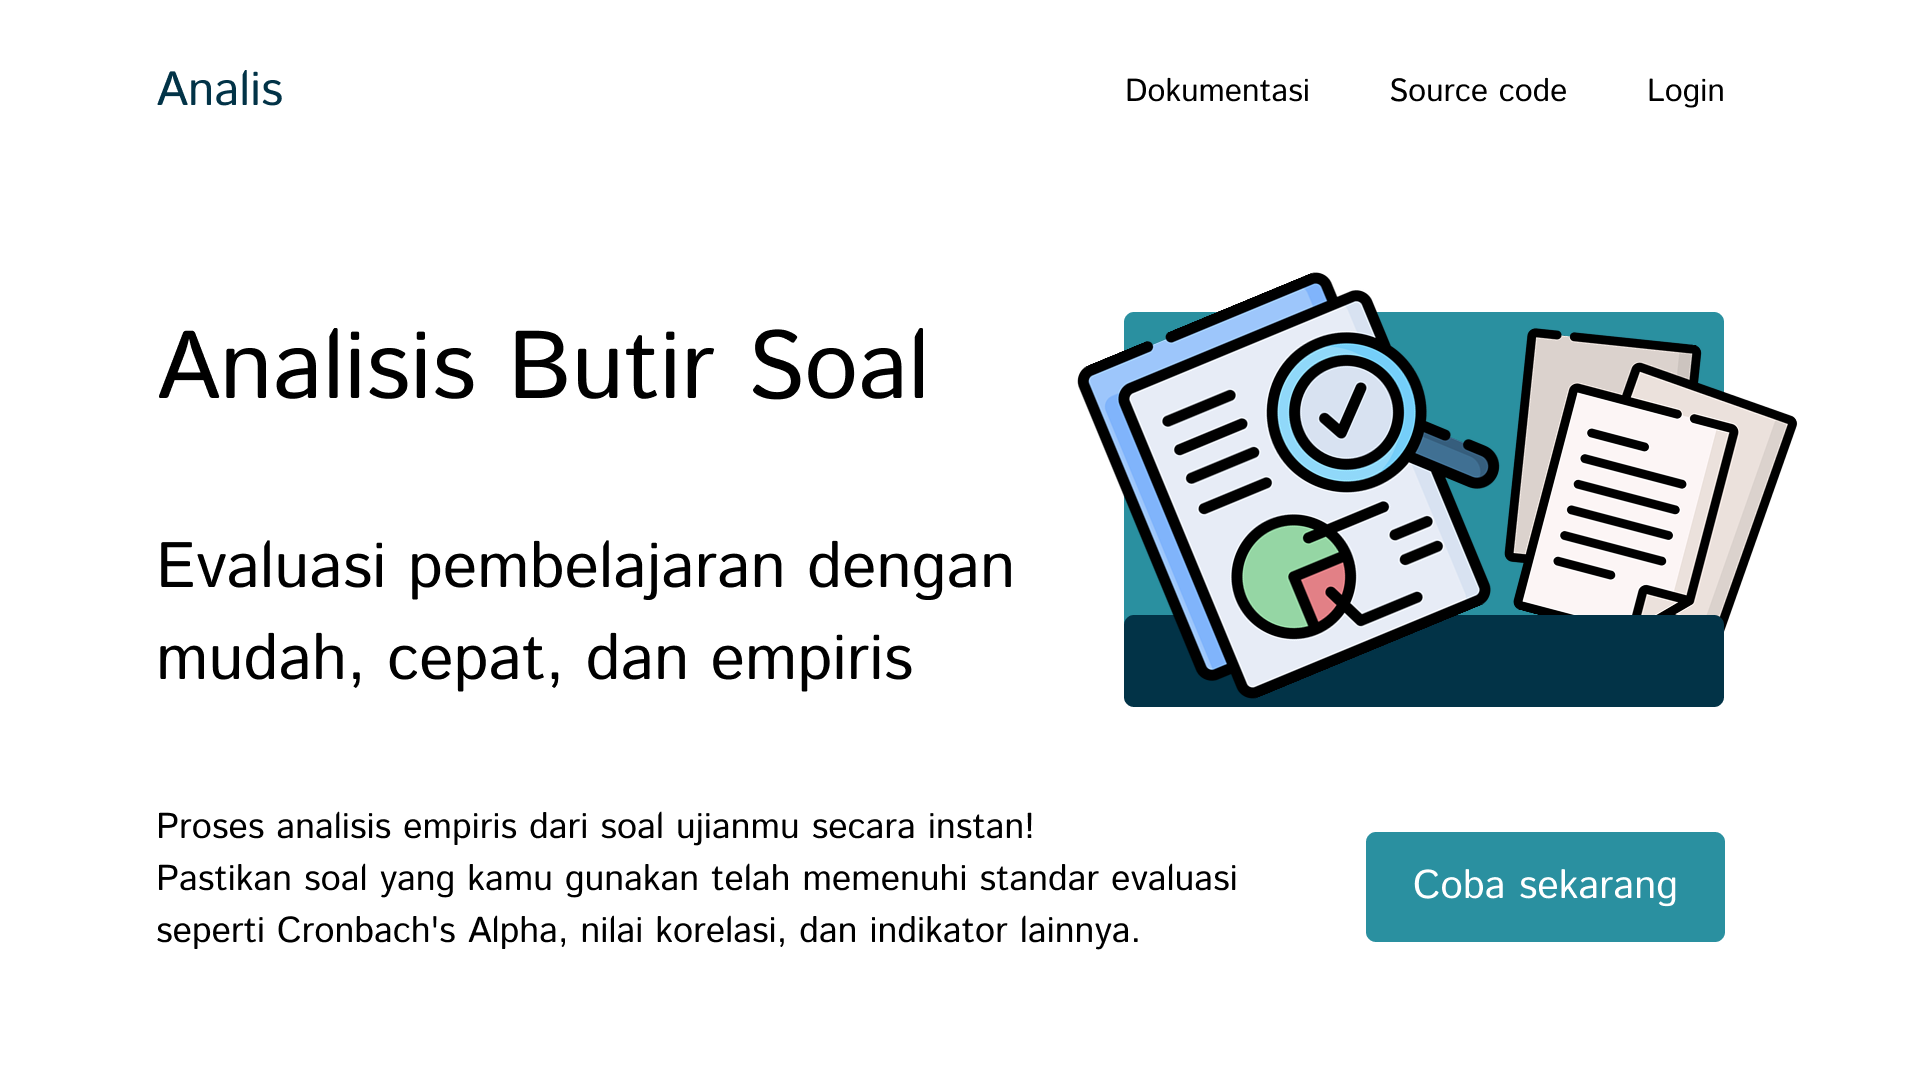 Analis
Dokumentasi
Source code
Login
Analisis Butir Soal
Evaluasi pembelajaran dengan
mudah, cepat, dan empiris
Proses analisis empiris dari soal ujianmu secara instan!
Pastikan soal yang kamu gunakan telah memenuhi standar evaluasi
seperti Cronbach's Alpha, nilai korelasi, dan indikator lainnya.
Coba sekarang